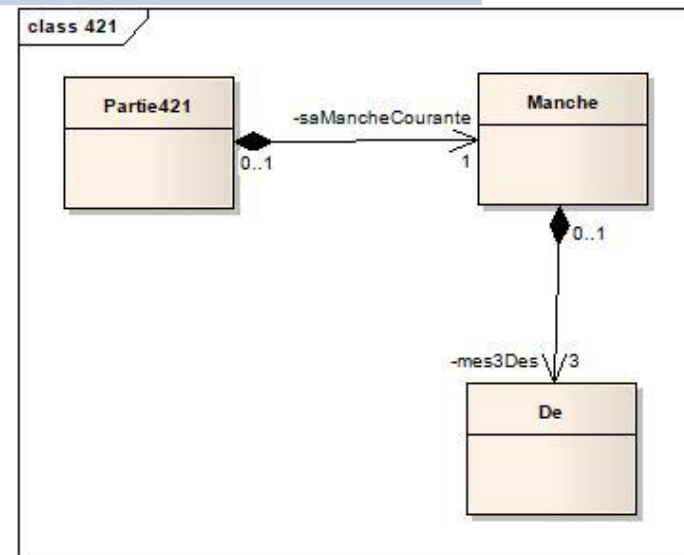 class 421
Partie421
Manche
-saMancheCourante
0..1
1
0..1
-mes3Des
3
De